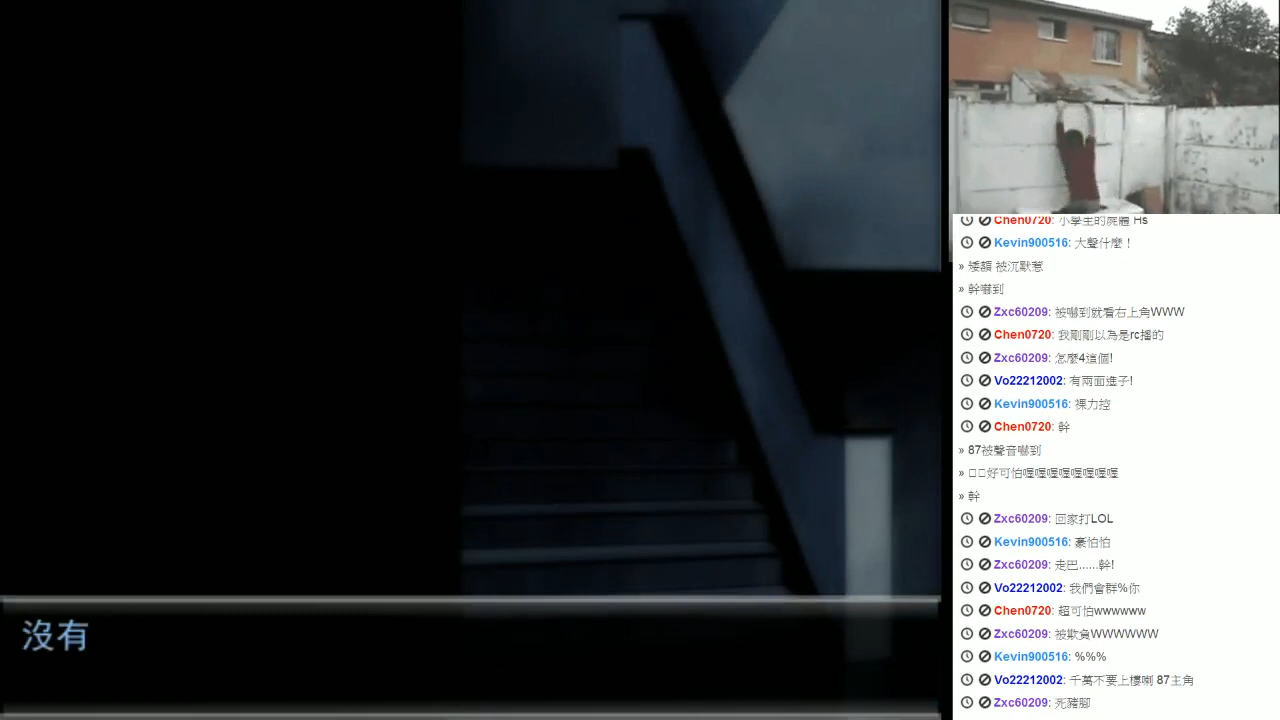 沒有
Chen0720: 小學生的屍體 Hs
Kevin900516: 大聲什麼！
» 矮額 被沉默惹
» 幹嚇到
Zxc60209: 被嚇到就看右上角WWW
Chen0720: 我剛剛以為是rc播的
Zxc60209: 怎麼4這個!
Vo22212002: 有兩面進子!
Kevin900516: 裸力控
Chen0720: 幹
» 87被聲音嚇到
» □□好可怕喔喔喔喔喔喔喔喔
» 幹
Zxc60209: 回家打LOL
Kevin900516: 豪怕怕
Zxc60209: 走巴......幹!
Vo22212002: 我們會群%你
Chen0720: 超可怕wwwwww
Zxc60209: 被欺負WWWWWW
Kevin900516: %%%
Vo22212002: 千萬不要上樓喇 87主角
Zxc60209: 死豬腳